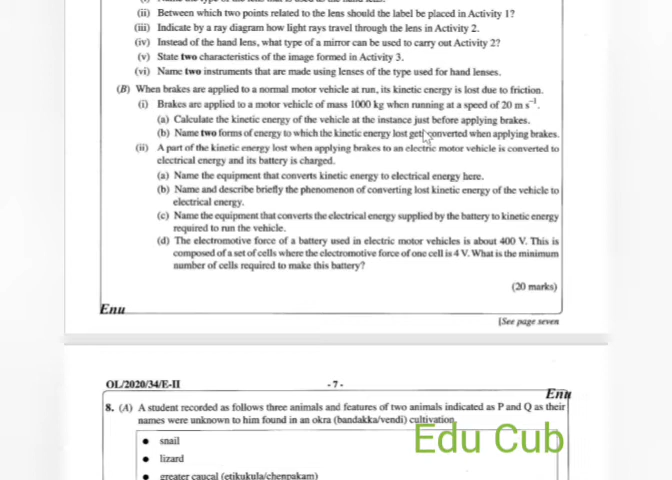 (ii) Between which two points related to the lens should the label be placed in Activity 1?
(iii) Indicate by a ray diagram how light rays travel through the lens in Activity 2.
(iv) Instead of the hand lens, what type of a mirror can be used to carry out Activity 2?
(v) State two characteristics of the image formed in Activity 3.
(vi) Name two instruments that are made using lenses of the type used for hand lenses.
(B) When brakes are applied to a normal motor vehicle at run, its kinetic energy is lost due to friction.
(i) Brakes are applied to a motor vehicle of mass 1000 kg when running at a speed of 20 m s⁻¹.
(a) Calculate the kinetic energy of the vehicle at the instance just before applying brakes.
(b) Name two forms of energy to which the kinetic energy lost get converted when applying brakes.
(ii) A part of the kinetic energy lost when applying brakes to an electric motor vehicle is converted to
electrical energy and its battery is charged.
(a) Name the equipment that converts kinetic energy to electrical energy here.
(b) Name and describe briefly the phenomenon of converting lost kinetic energy of the vehicle to
electrical energy.
(c) Name the equipment that converts the electrical energy supplied by the battery to kinetic energy
required to run the vehicle.
(d) The electromotive force of a battery used in electric motor vehicles is about 400 V. This is
composed of a set of cells where the electromotive force of one cell is 4 V. What is the minimum
number of cells required to make this battery?
(20 marks)
Enu
[See page seven
OL/2020/34/E-II
- 7 -
Enu
8. (A) A student recorded as follows three animals and features of two animals indicated as P and Q as their
names were unknown to him found in an okra (bandakka/vendi) cultivation.
• snail
Edu Cub
• lizard
• greater caucal (etikukula/chenpakam)